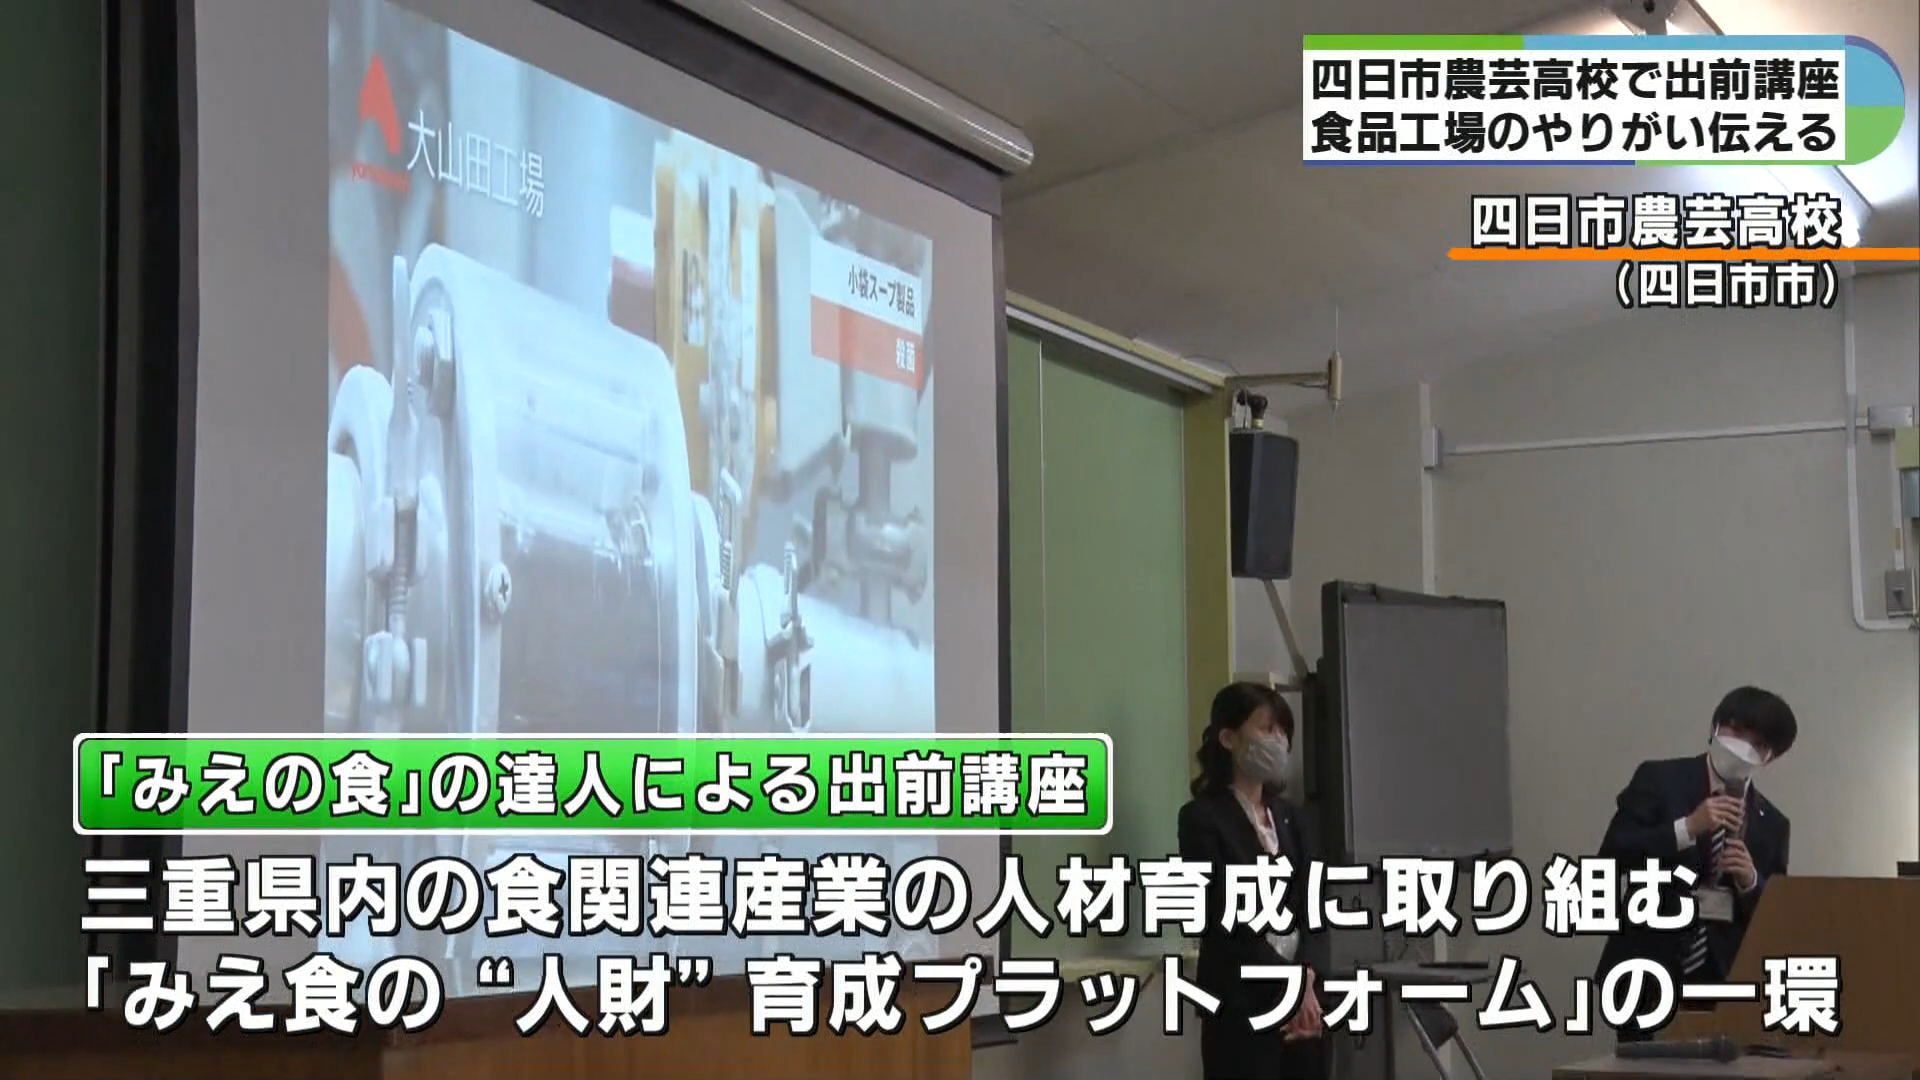 四日市農芸高校で出前講座
食品工場のやりがい伝える
四日市農芸高校
（四日市市）
大山田工場
小袋スープ製品
殺菌
「みえの食」の達人による出前講座
三重県内の食関連産業の人材育成に取り組む
「みえ食の“人財”育成プラットフォーム」の一環